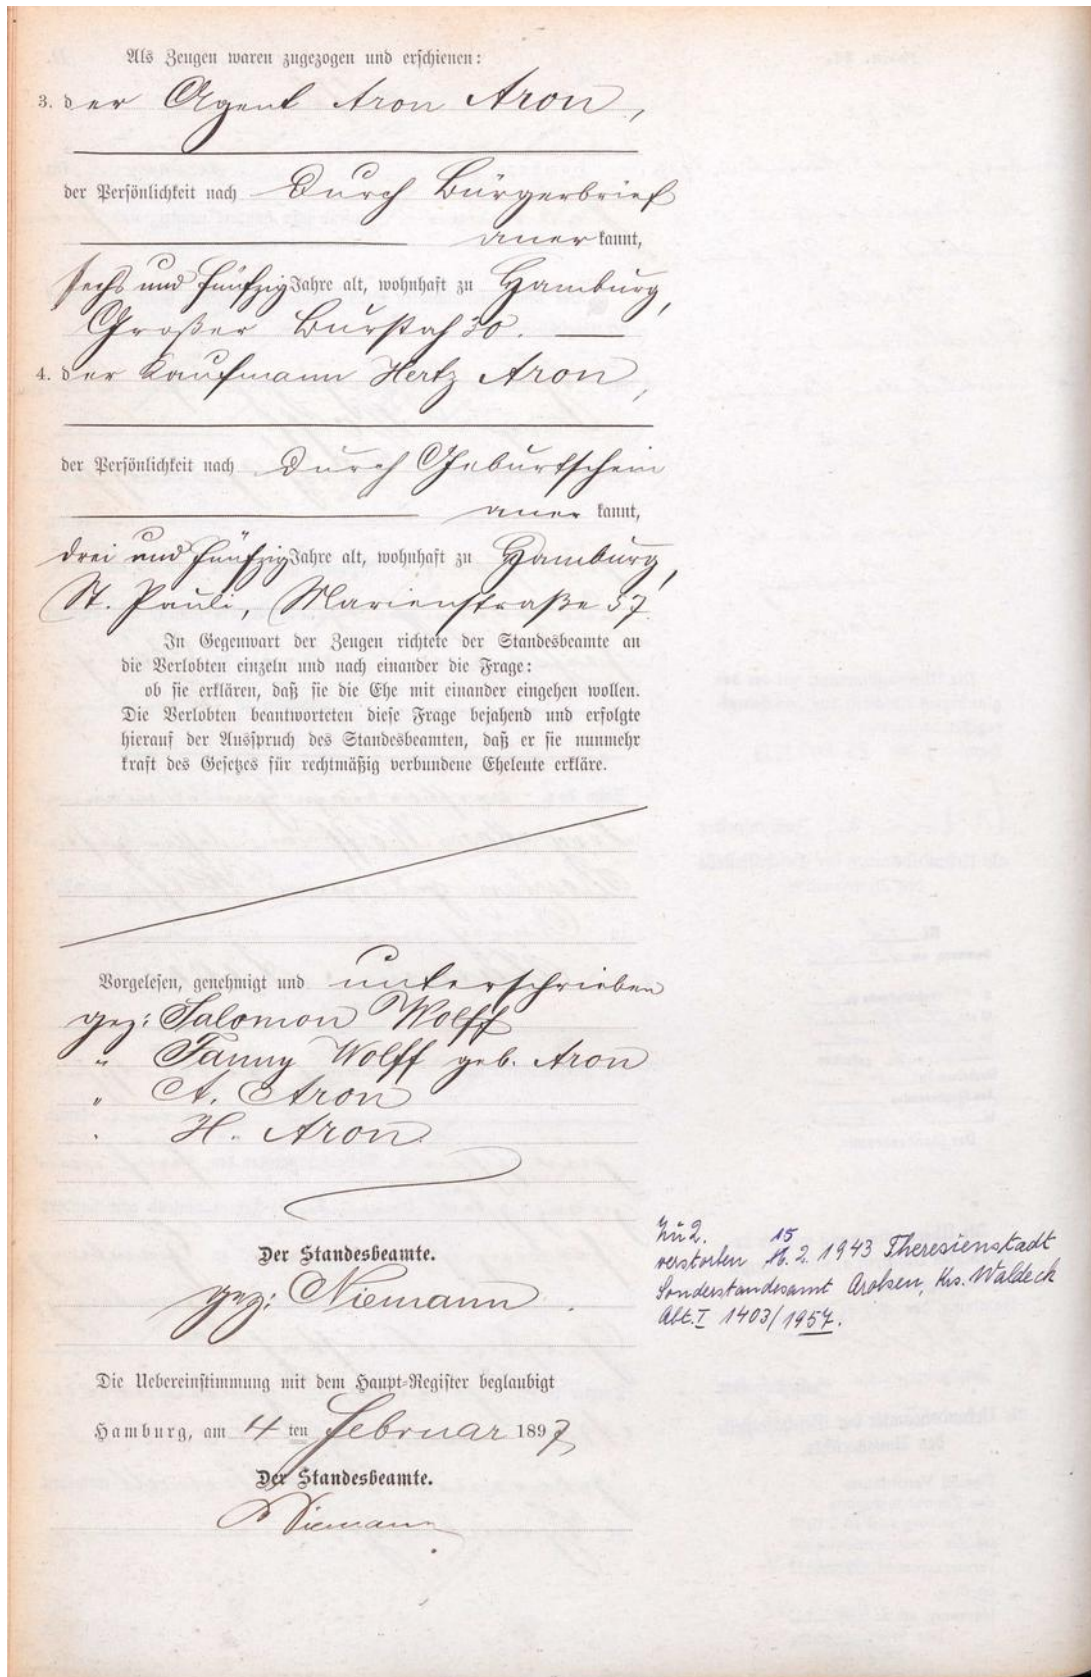 Als Zeugen waren zugezogen und erschienen:
3. der Agent Aron Aron,
der Persönlichkeit nach durch Bürgerbrief
anerkannt,
sechs und fünfzig Jahre alt, wohnhaft zu Hamburg,
Großer Burstah 30.
4. der Kaufmann Hertz Aron,
der Persönlichkeit nach durch Geburtschein
anerkannt,
drei und fünfzig Jahre alt, wohnhaft zu Hamburg,
St. Pauli, Marienstraße 37
In Gegenwart der Zeugen richtete der Standesbeamte an
die Verlobten einzeln und nach einander die Frage:
ob sie erklären, daß sie die Ehe mit einander eingehen wollen.
Die Verlobten beantworteten diese Frage bejahend und erfolgte
hierauf der Ausspruch des Standesbeamten, daß er sie nunmehr
kraft des Gesetzes für rechtmäßig verbundene Eheleute erkläre.
Vorgelesen, genehmigt und unterschrieben
gez: Salomon Wolff
" Fanny Wolff geb. Aron
" A. Aron
" H. Aron.
Zu 2.
verstorben 15. 2. 1943 Theresienstadt
Sonderstandesamt Arolsen, Krs. Waldeck
Abt. I 1403/1957.
Der Standesbeamte.
gez: Niemann.
Die Uebereinstimmung mit dem Haupt-Register beglaubigt
Hamburg, am 4ten Februar 1897
Der Standesbeamte.
Niemann